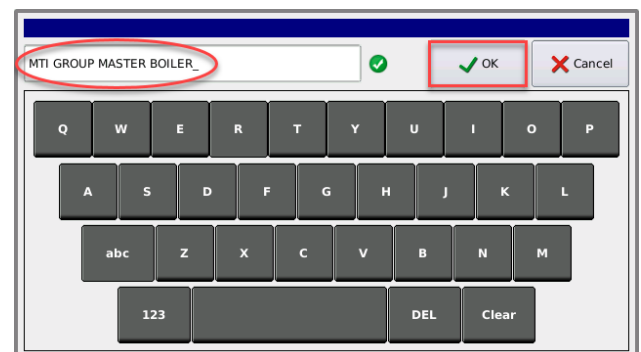 MTI GROUP MASTER BOILER_ OK Cancel
Q W E R T Y U I O P
A S D F G H J K L
abc Z X C V B N M
123 DEL Clear